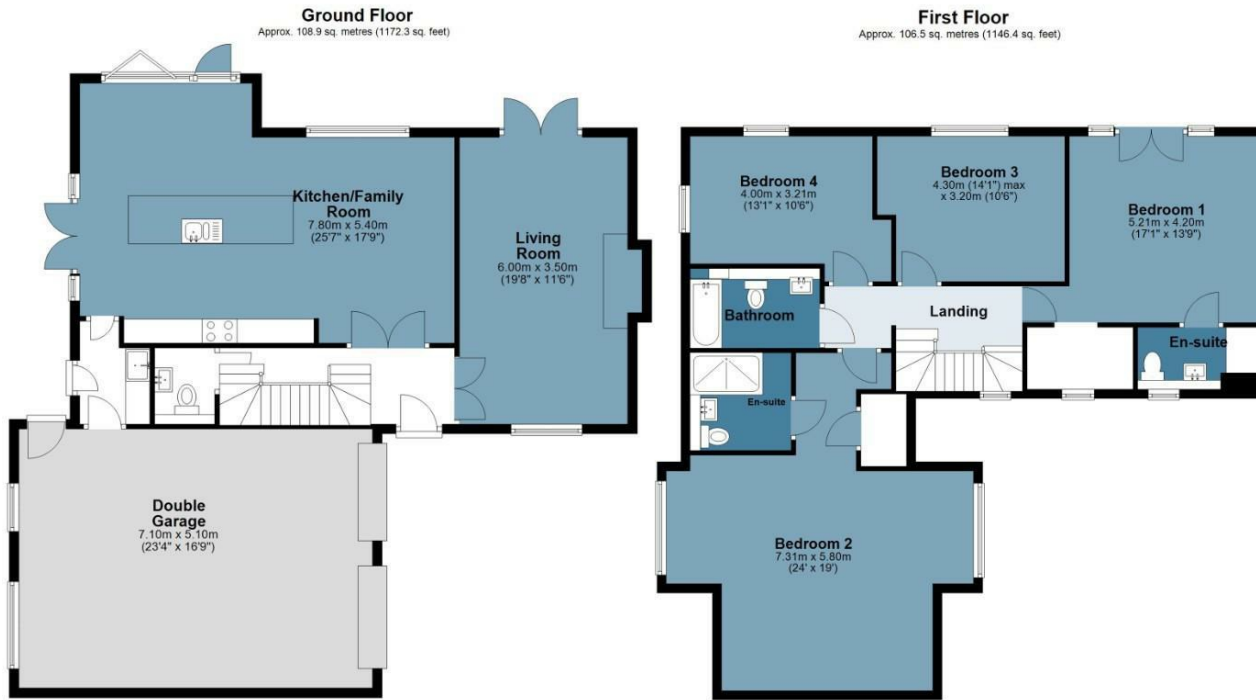 Ground Floor
Approx. 108.9 sq. metres (1172.3 sq. feet)
Kitchen/Family
Room
7.80m x 5.40m
(25'7" x 17'9")
Living
Room
6.00m x 3.50m
(19'8" x 11'6")
Double
Garage
7.10m x 5.10m
(23'4" x 16'9")
First Floor
Approx. 106.5 sq. metres (1146.4 sq. feet)
Bedroom 4
4.00m x 3.21m
(13'1" x 10'6")
Bedroom 3
4.30m (14'1") max
x 3.20m (10'6")
Bedroom 1
5.21m x 4.20m
(17'1" x 13'9")
Bathroom
Landing
En-suite
En-suite
Bedroom 2
7.31m x 5.80m
(24' x 19')